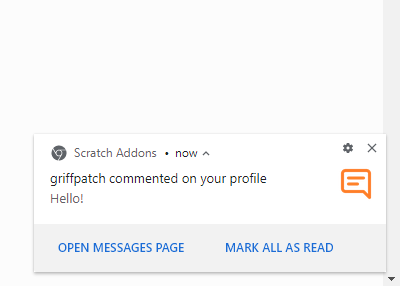 Scratch Addons • now
griffpatch commented on your profile
Hello!
OPEN MESSAGES PAGE MARK ALL AS READ